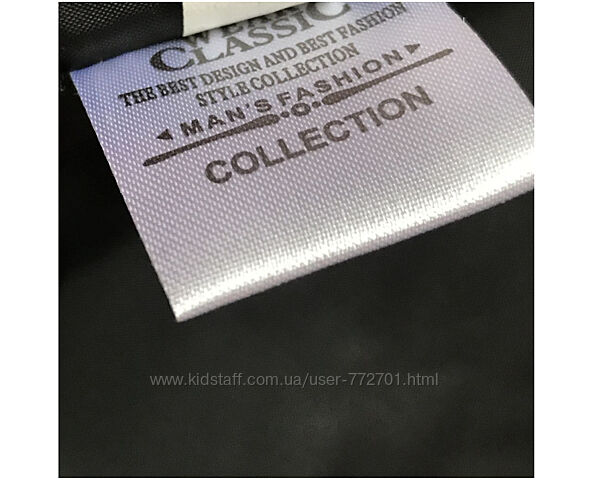 CLASSIC
THE BEST DESIGN AND BEST FASHION
STYLE COLLECTION
MAN'S FASHION
COLLECTION
www.kidstaff.com.ua/user-772701.html